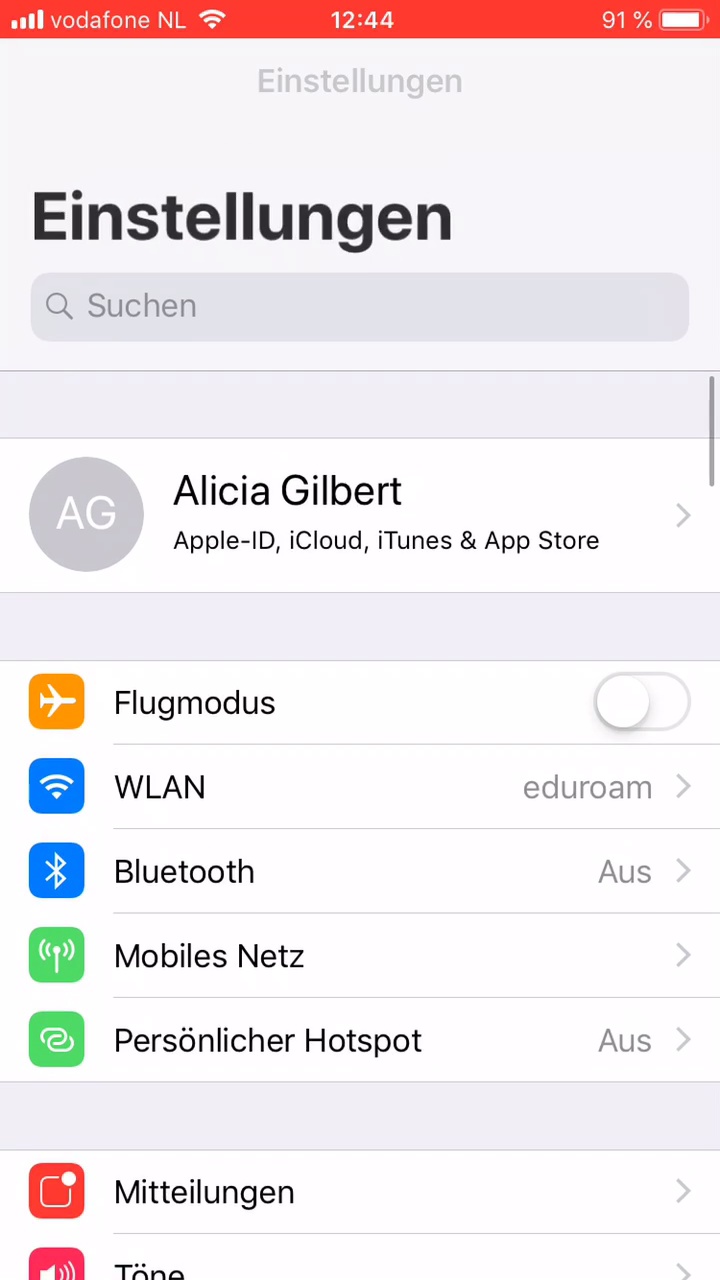 vodafone NL 12:44 91 %
Einstellungen
Einstellungen
Suchen
AG
Alicia Gilbert
Apple-ID, iCloud, iTunes & App Store
Flugmodus
WLAN eduroam
Bluetooth Aus
Mobiles Netz
Persönlicher Hotspot Aus
Mitteilungen
Töne